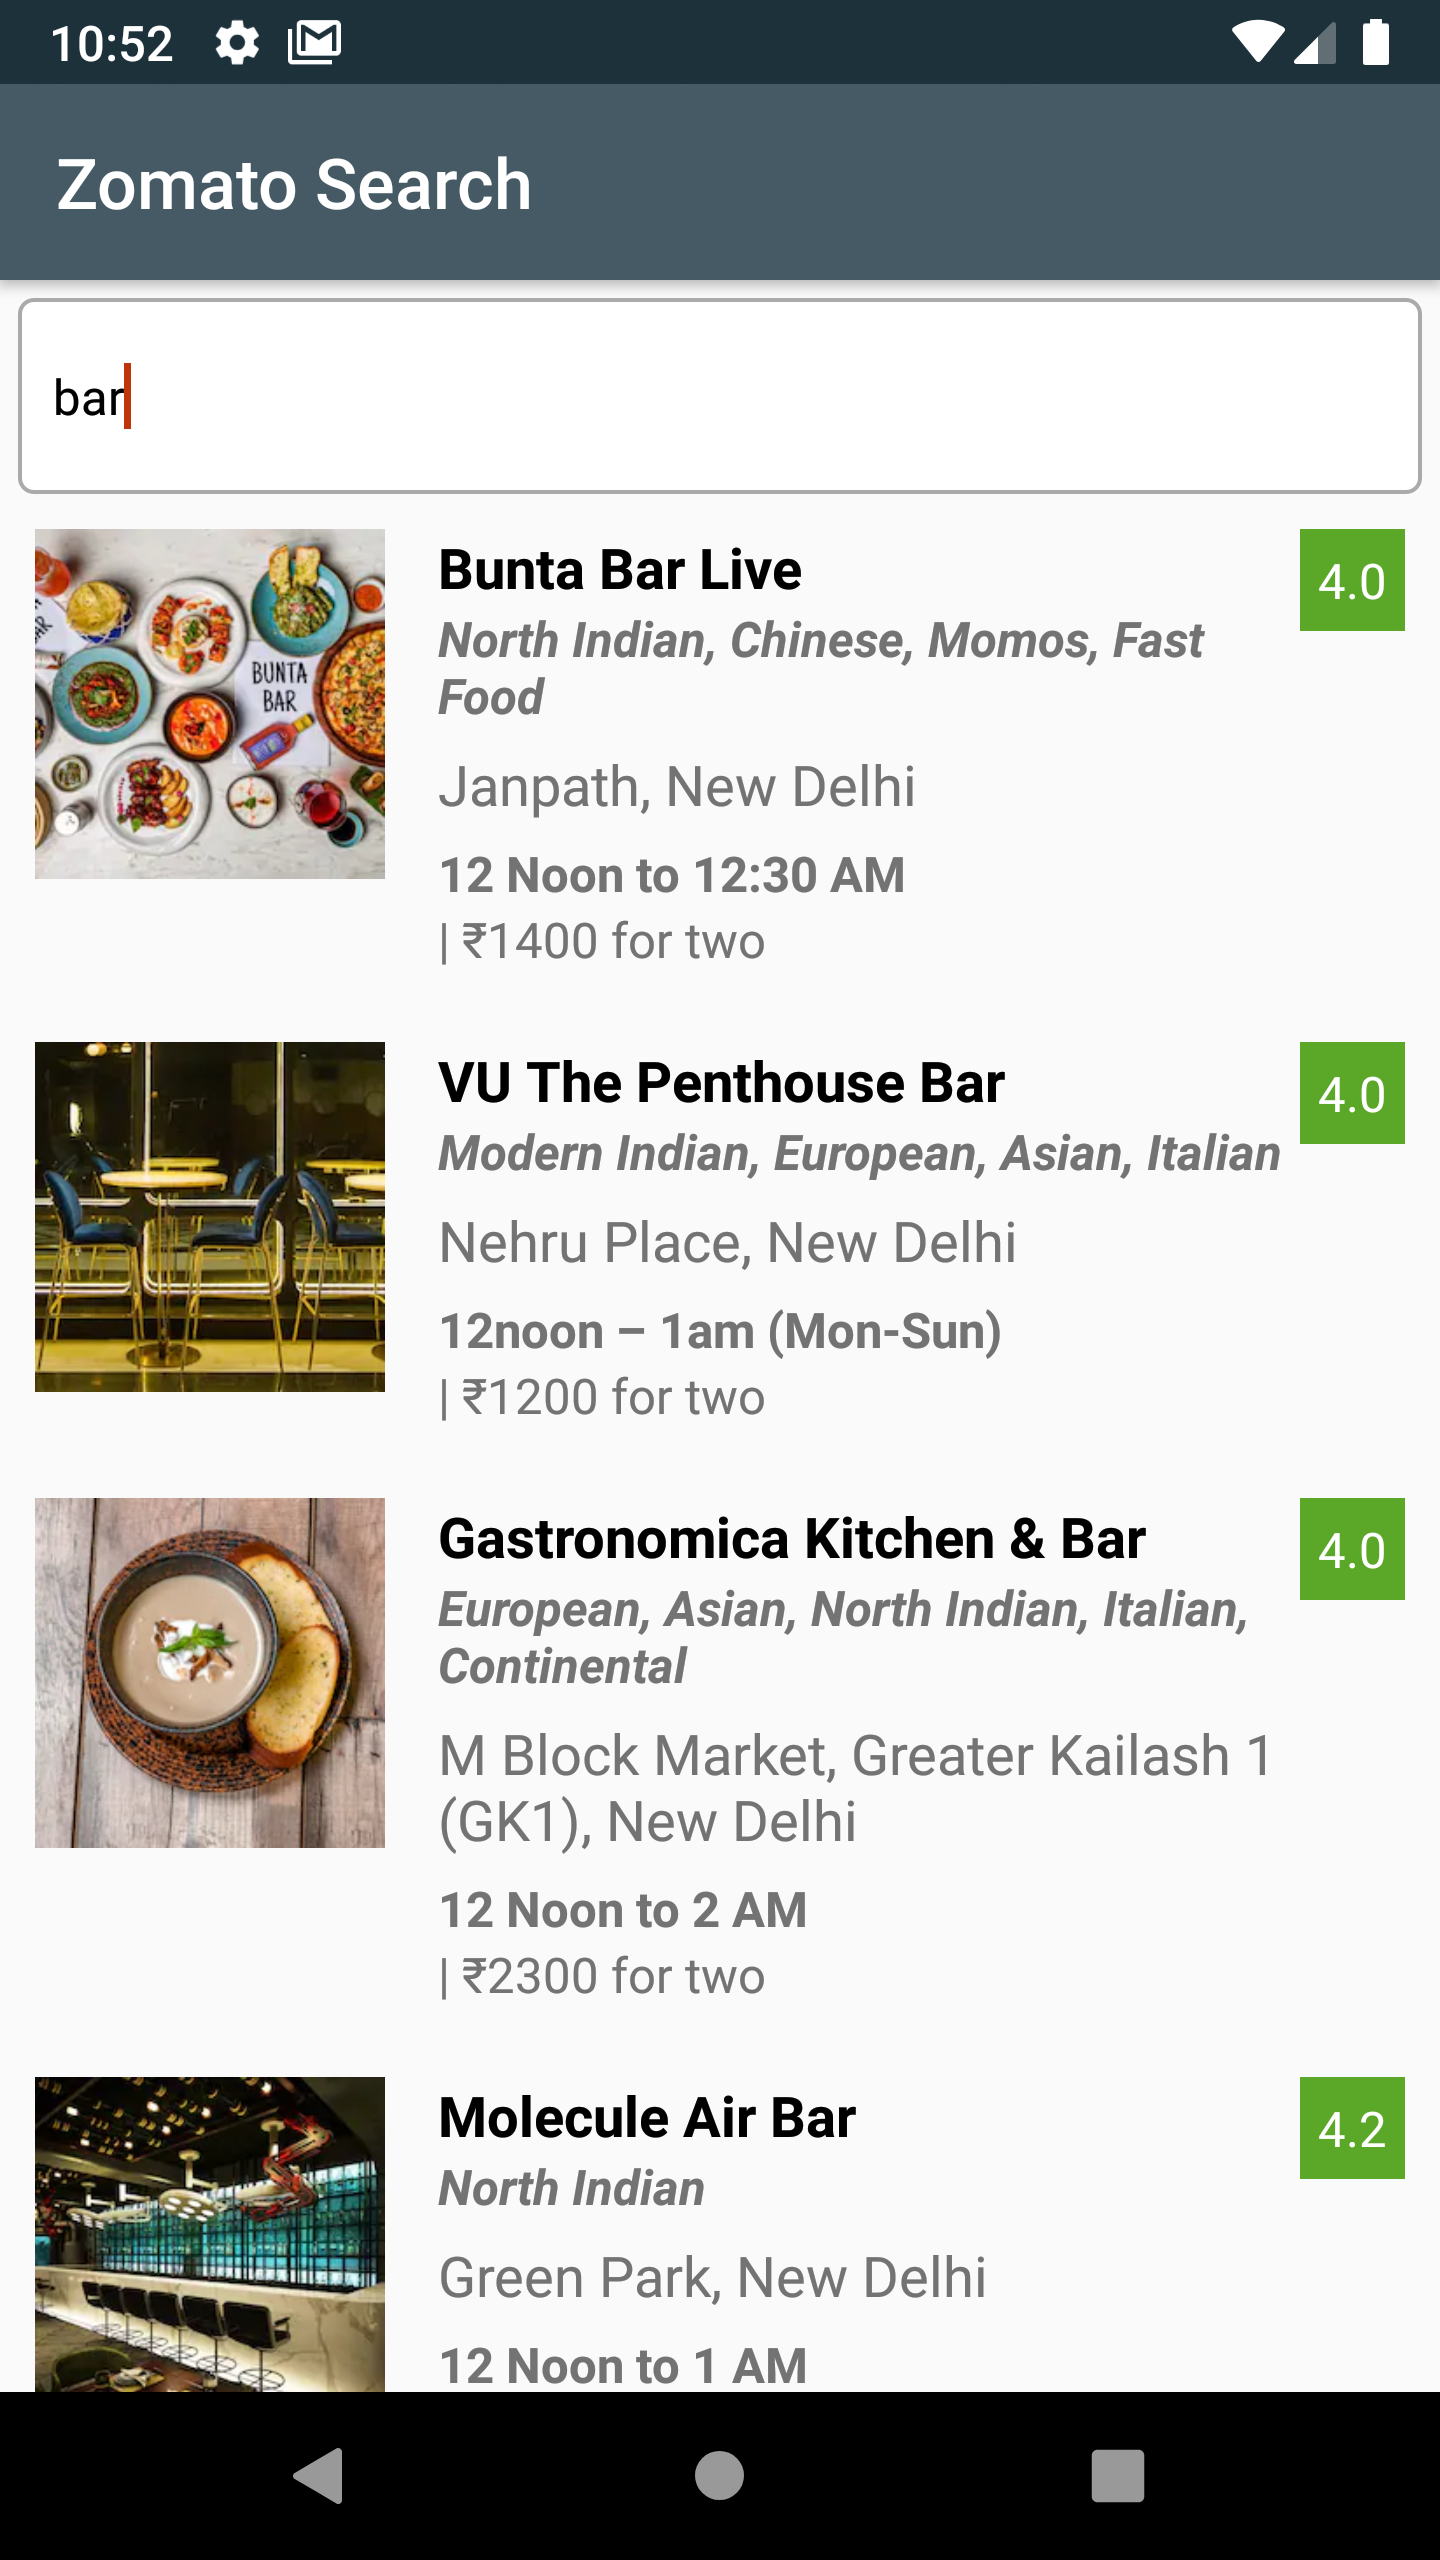 10:52
Zomato Search
bar
BUNTA
BAR
Bunta Bar Live
4.0
North Indian, Chinese, Momos, Fast
Food
Janpath, New Delhi
12 Noon to 12:30 AM
| ₹1400 for two
VU The Penthouse Bar
4.0
Modern Indian, European, Asian, Italian
Nehru Place, New Delhi
12noon – 1am (Mon-Sun)
| ₹1200 for two
Gastronomica Kitchen & Bar
4.0
European, Asian, North Indian, Italian,
Continental
M Block Market, Greater Kailash 1
(GK1), New Delhi
12 Noon to 2 AM
| ₹2300 for two
Molecule Air Bar
4.2
North Indian
Green Park, New Delhi
12 Noon to 1 AM